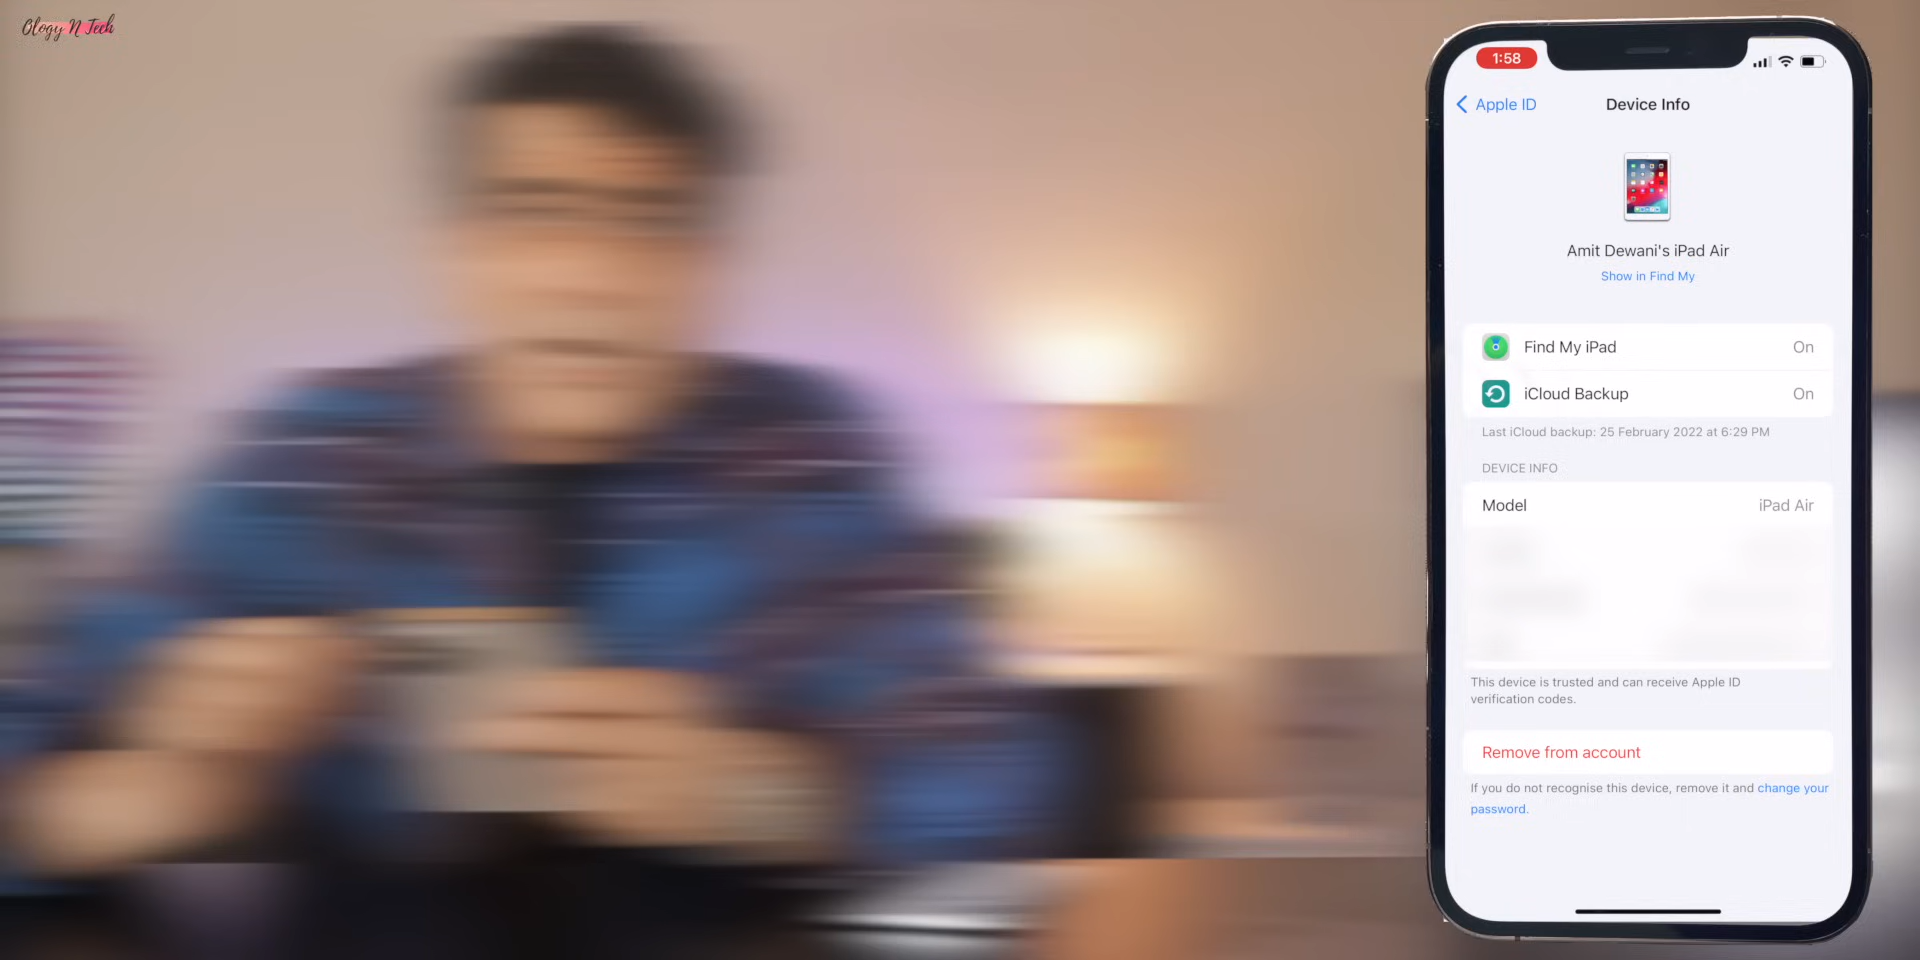 Ology N Tech
1:58
Apple ID
Device Info
Amit Dewani's iPad Air
Show in Find My
Find My iPad On
iCloud Backup On
Last iCloud backup: 25 February 2022 at 6:29 PM
DEVICE INFO
Model iPad Air
This device is trusted and can receive Apple ID
verification codes.
Remove from account
If you do not recognise this device, remove it and change your
password.